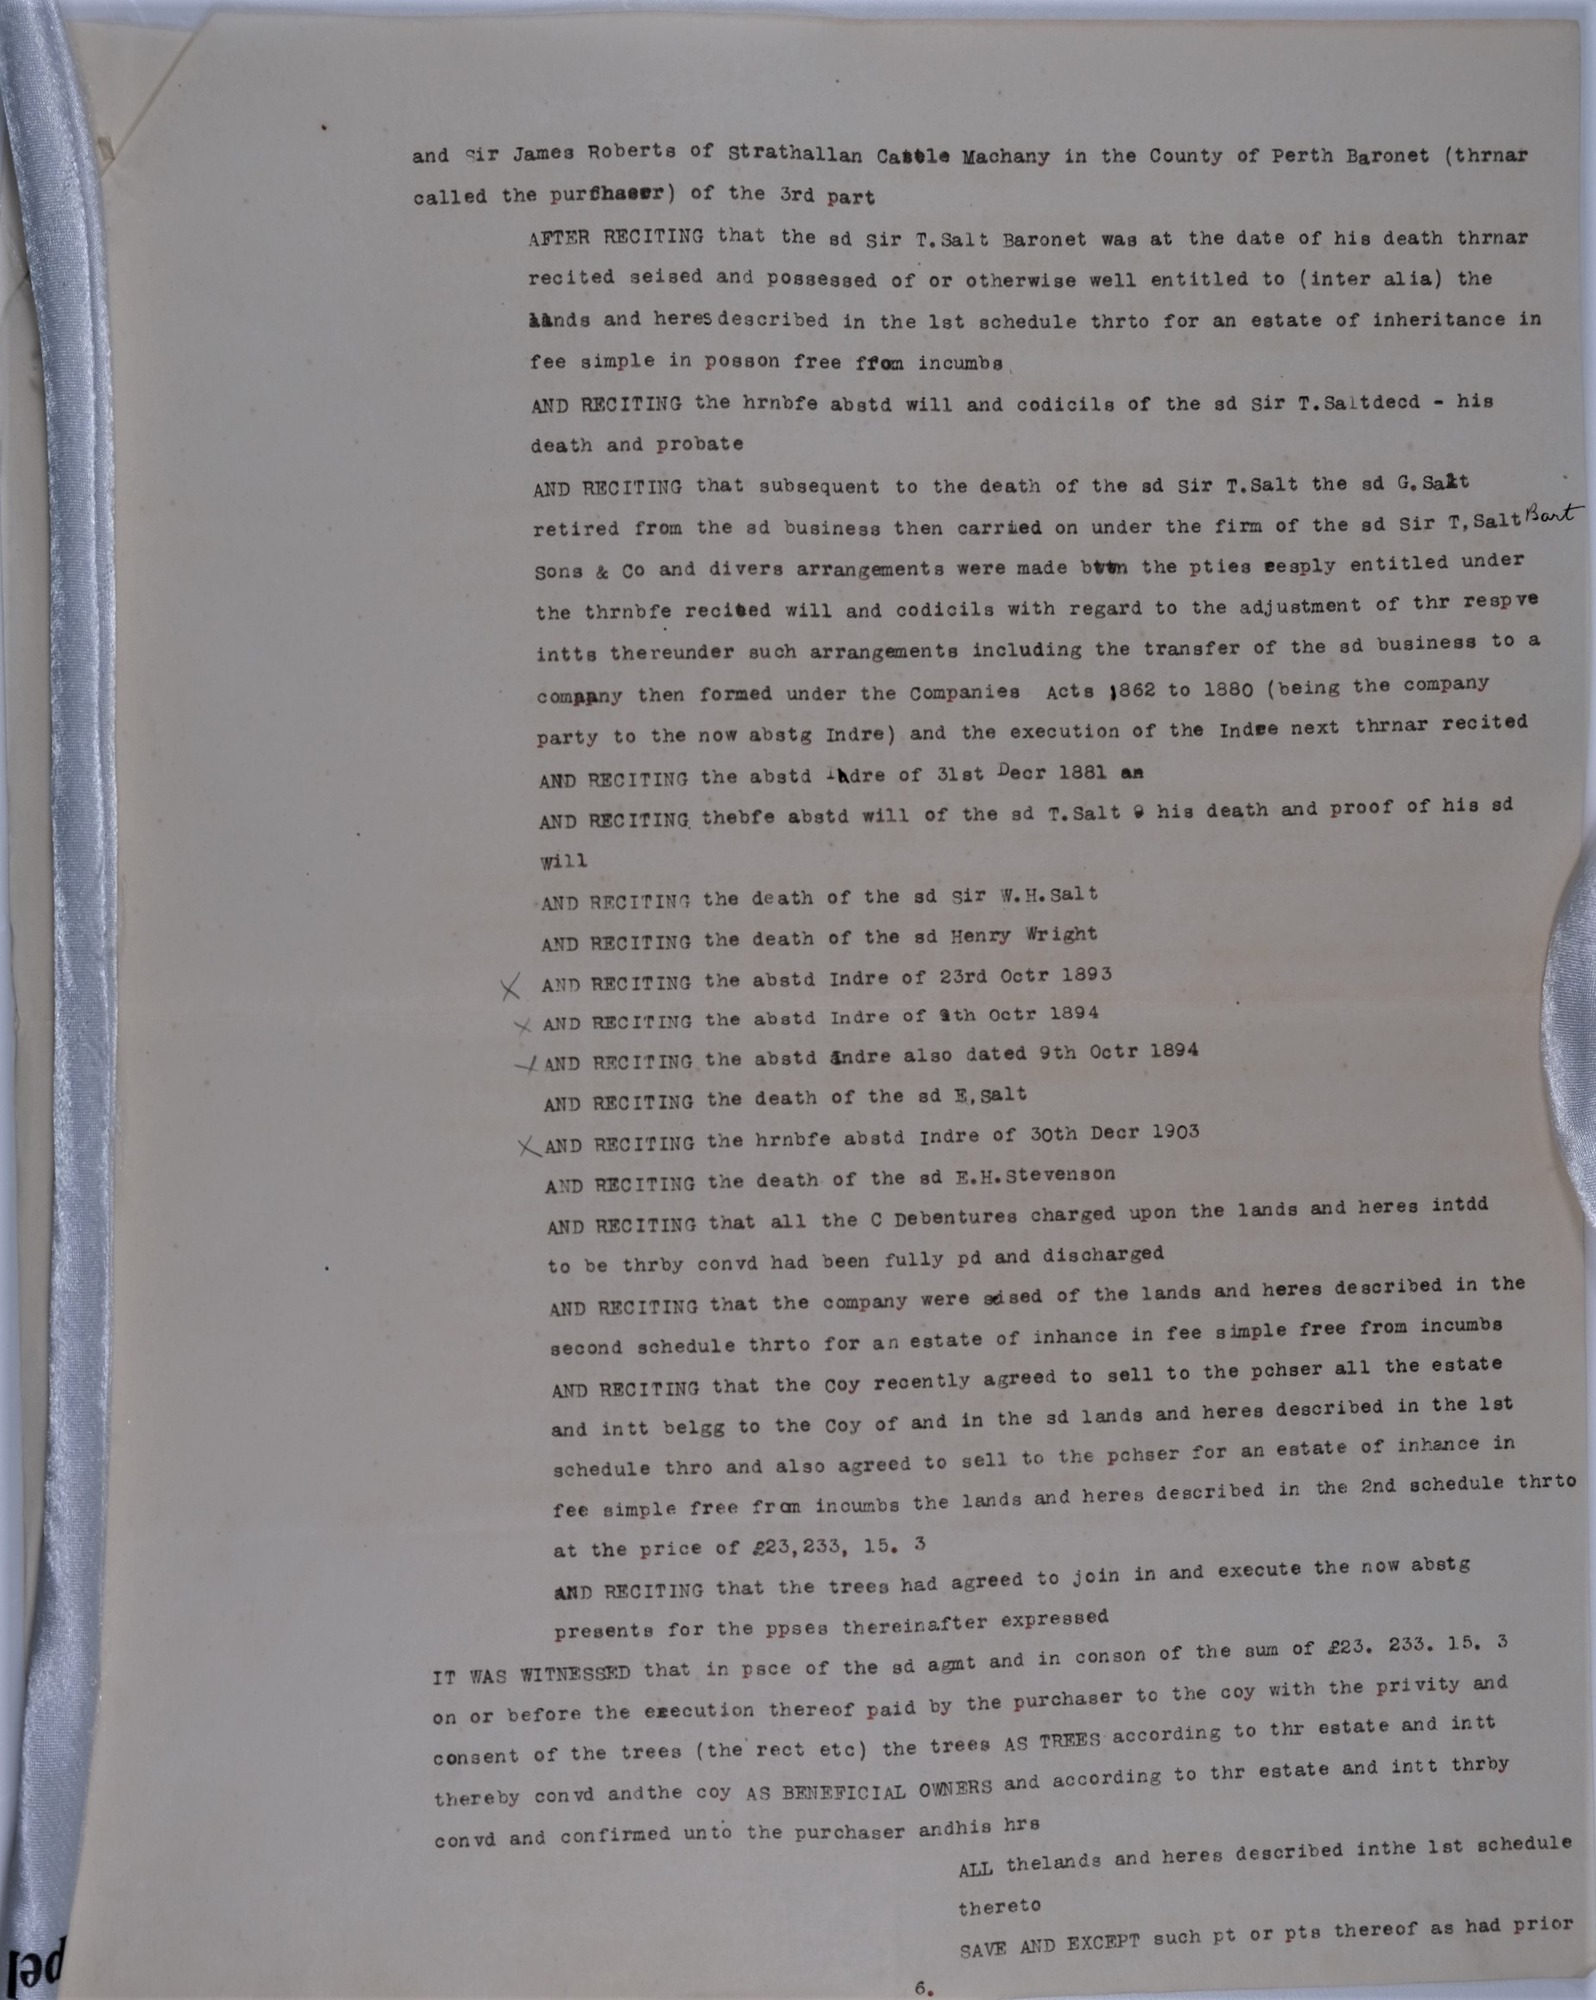 and Sir James Roberts of Strathallan Castle Machany in the County of Perth Baronet (thrnar
called the purchaser) of the 3rd part
AFTER RECITING that the sd Sir T.Salt Baronet was at the date of his death thrnar
recited seised and possessed of or otherwise well entitled to (inter alia) the
lands and heres described in the 1st schedule thrto for an estate of inheritance in
fee simple in posson free from incumbs
AND RECITING the hrnbfe abstd will and codicils of the sd Sir T.Saltdecd - his
death and probate
AND RECITING that subsequent to the death of the sd Sir T.Salt the sd G.Salt
retired from the sd business then carried on under the firm of the sd Sir T,Salt Bart
Sons & Co and divers arrangements were made btwn the pties resply entitled under
the thrnbfe recited will and codicils with regard to the adjustment of thr respve
intts thereunder such arrangements including the transfer of the sd business to a
company then formed under the Companies Acts 1862 to 1880 (being the company
party to the now abstg Indre) and the execution of the Indre next thrnar recited
AND RECITING the abstd Indre of 31st Decr 1881 an
AND RECITING thebfe abstd will of the sd T.Salt 9 his death and proof of his sd
will
AND RECITING the death of the sd Sir W.H.Salt
AND RECITING the death of the sd Henry Wright
X AND RECITING the abstd Indre of 23rd Octr 1893
X AND RECITING the abstd Indre of 9th Octr 1894
X AND RECITING the abstd Indre also dated 9th Octr 1894
AND RECITING the death of the sd E,Salt
X AND RECITING the hrnbfe abstd Indre of 30th Decr 1903
AND RECITING the death of the sd E.H.Stevenson
AND RECITING that all the C Debentures charged upon the lands and heres intdd
to be thrby convd had been fully pd and discharged
AND RECITING that the company were seised of the lands and heres described in the
second schedule thrto for an estate of inhance in fee simple free from incumbs
AND RECITING that the Coy recently agreed to sell to the pchser all the estate
and intt belgg to the Coy of and in the sd lands and heres described in the 1st
schedule thro and also agreed to sell to the pchser for an estate of inhance in
fee simple free from incumbs the lands and heres described in the 2nd schedule thrto
at the price of £23,233, 15. 3
AND RECITING that the trees had agreed to join in and execute the now abstg
presents for the ppses thereinafter expressed
IT WAS WITNESSED that in psce of the sd agmt and in conson of the sum of £23. 233. 15. 3
on or before the execution thereof paid by the purchaser to the coy with the privity and
consent of the trees (the rect etc) the trees AS TREES according to thr estate and intt
thereby convd andthe coy AS BENEFICIAL OWNERS and according to thr estate and intt thrby
convd and confirmed unto the purchaser andhis hrs
ALL thelands and heres described inthe 1st schedule
thereto
SAVE AND EXCEPT such pt or pts thereof as had prior
6.
pel